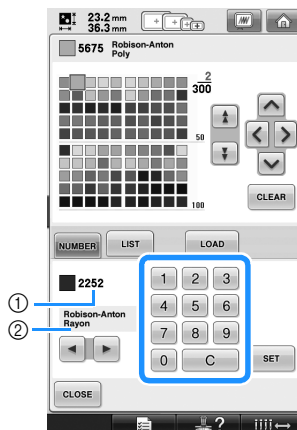 23.2 mm
36.3 mm
5675 Robison-Anton
Poly
2
300
50
100
CLEAR
NUMBER
LIST
LOAD
① 2252
② Robison-Anton
Rayon
1 2 3
4 5 6
7 8 9
0 C
SET
CLOSE
?